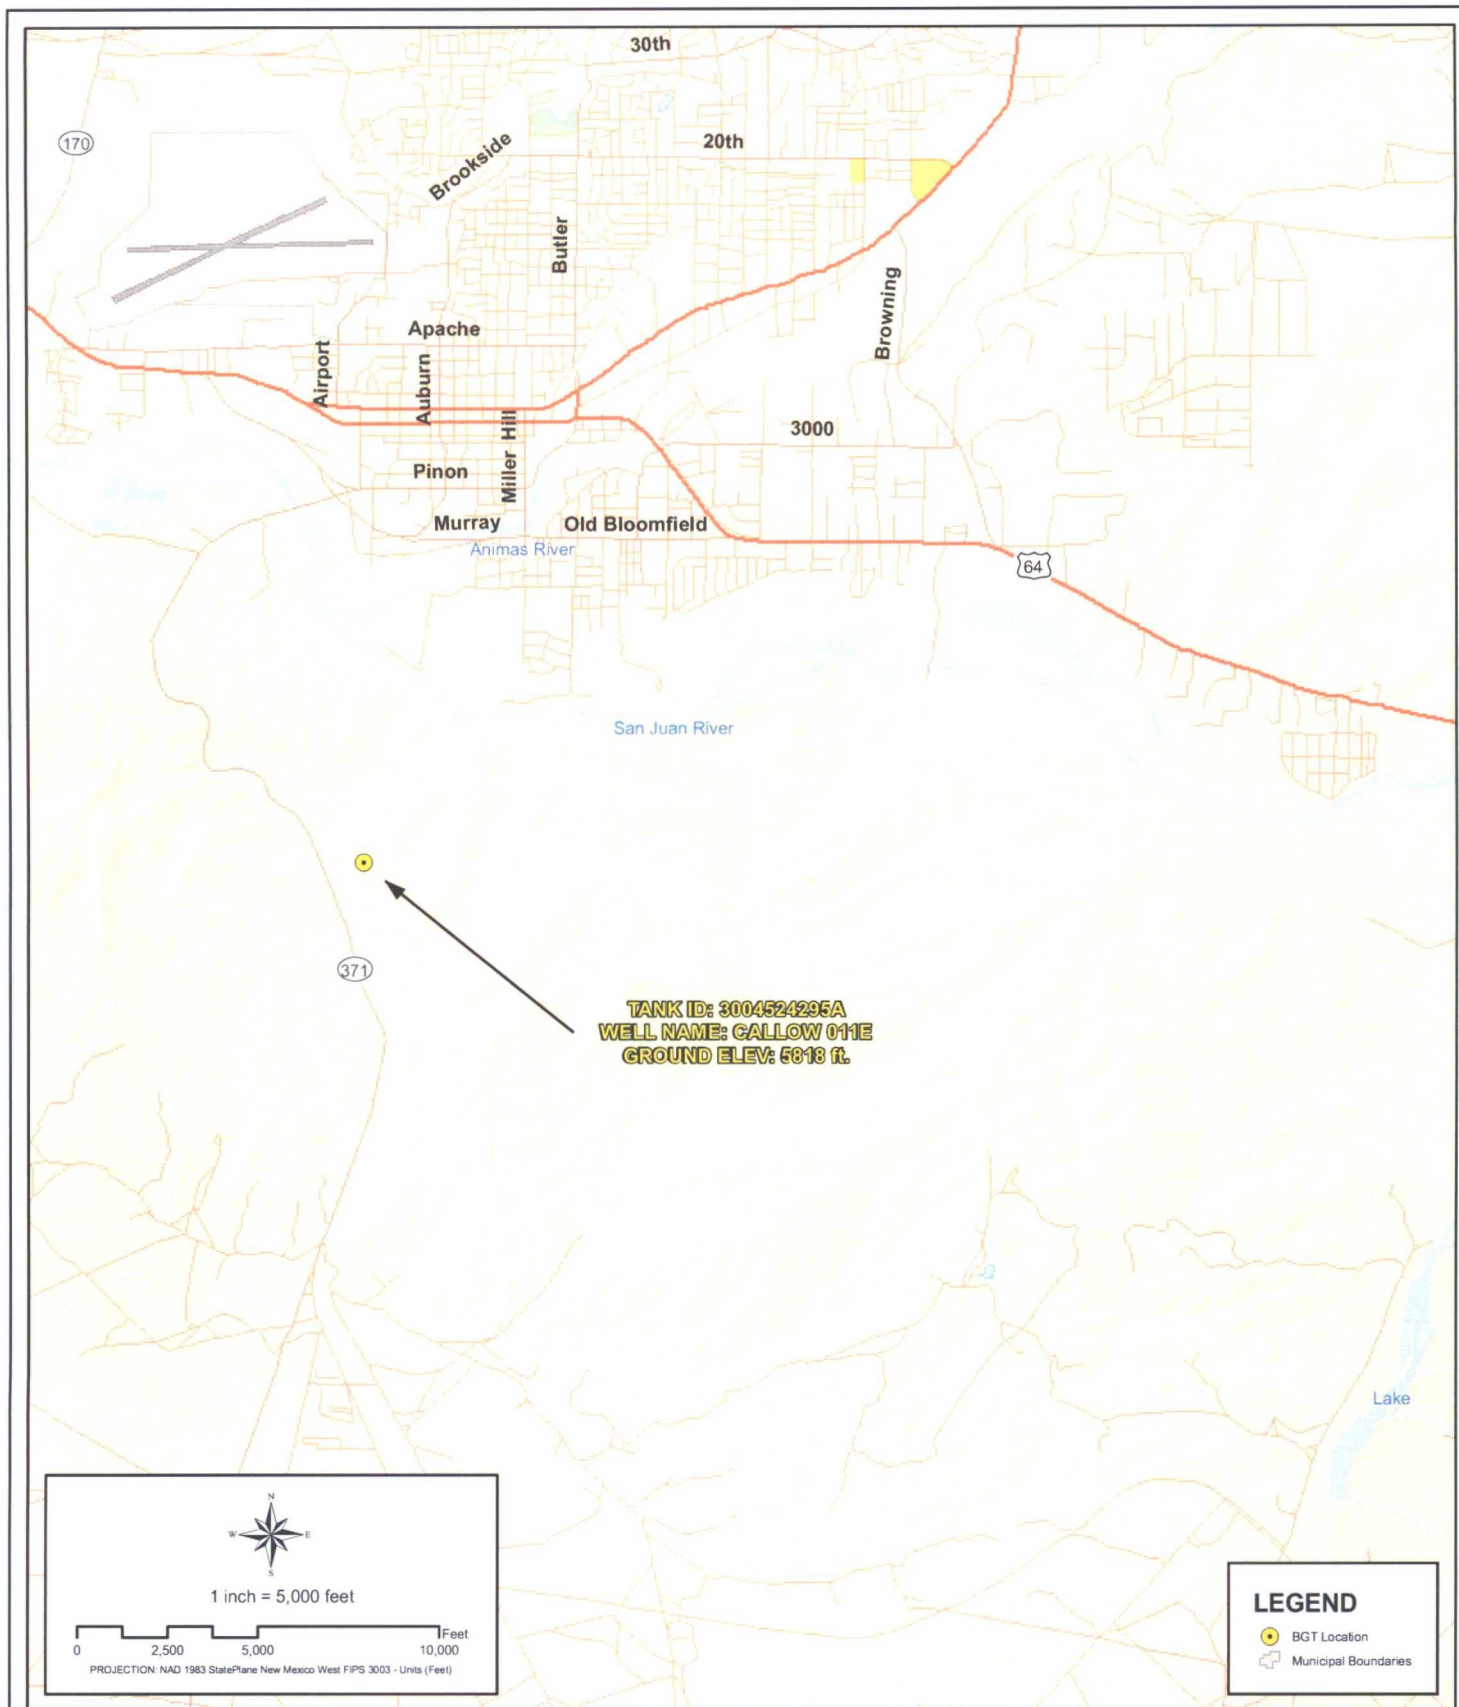 30th
170
20th
Brookside
Butler
Browning
Apache
Airport
Auburn
Miller Hill
3000
Pinon
Murray
Old Bloomfield
Animas River
64
San Juan River
371
TANK ID: 3004524295A
WELL NAME: CALLOW 011E
GROUND ELEV: 5818 ft.
Lake
N
W E
S
1 inch = 5,000 feet
Feet
0 2,500 5,000 10,000
PROJECTION: NAD 1983 StatePlane New Mexico West FIPS 3003 - Units (Feet)
LEGEND
BGT Location
Municipal Boundaries